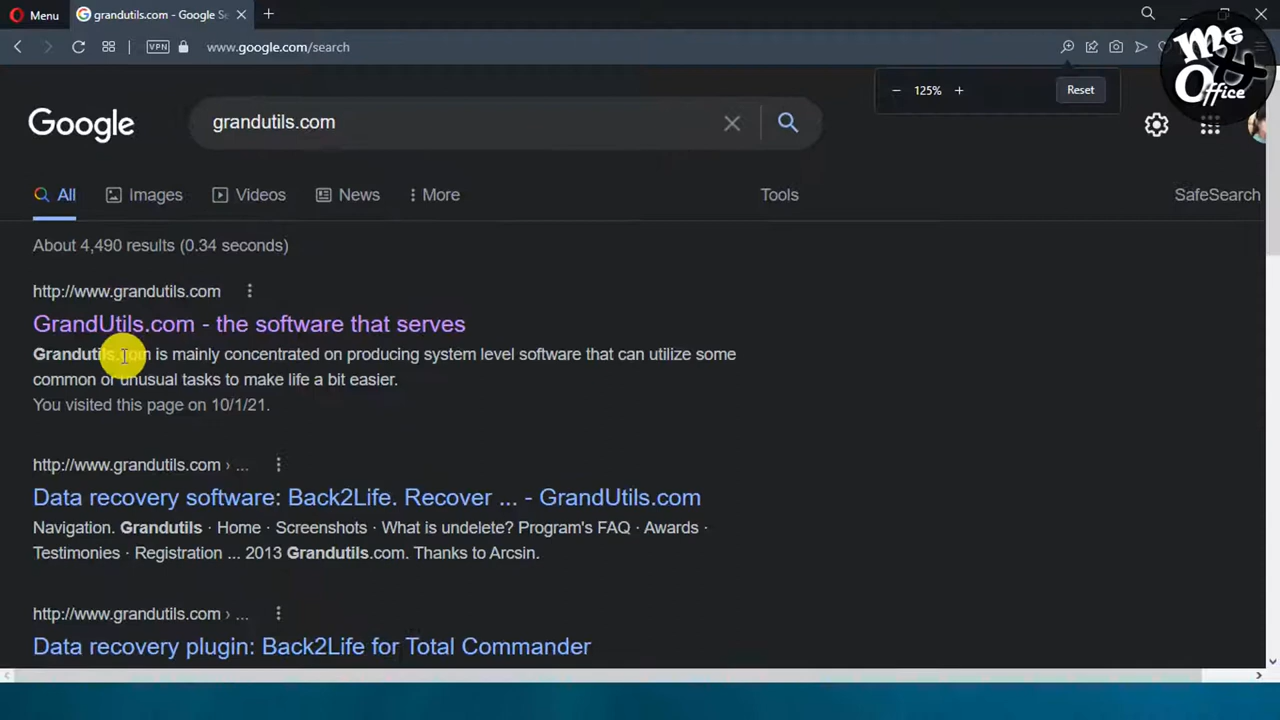 Menu
grandutils.com - Google Se
VPN
www.google.com/search
Me & Office
125%
Reset
Google
grandutils.com
All
Images
Videos
News
More
Tools
SafeSearch
About 4,490 results (0.34 seconds)
http://www.grandutils.com
GrandUtils.com - the software that serves
Grandutils.com is mainly concentrated on producing system level software that can utilize some
common or unusual tasks to make life a bit easier.
You visited this page on 10/1/21.
http://www.grandutils.com › ...
Data recovery software: Back2Life. Recover ... - GrandUtils.com
Navigation. Grandutils · Home · Screenshots · What is undelete? Program's FAQ · Awards ·
Testimonies · Registration ... 2013 Grandutils.com. Thanks to Arcsin.
http://www.grandutils.com › ...
Data recovery plugin: Back2Life for Total Commander